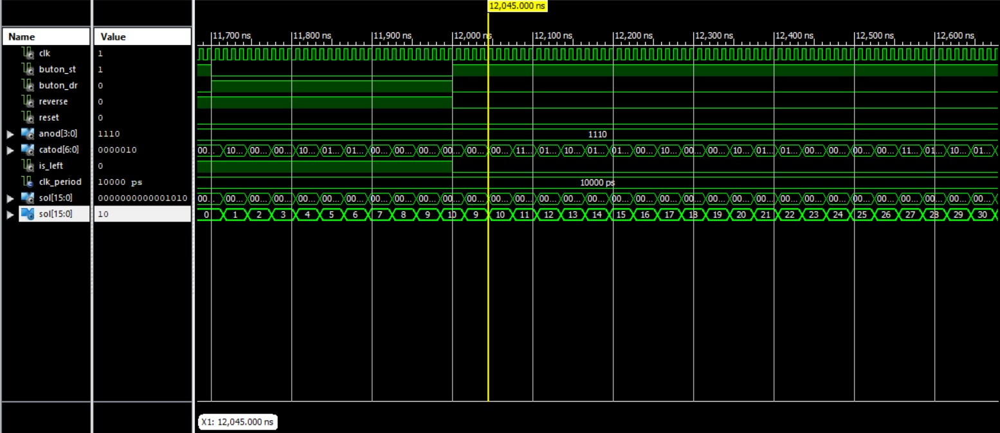 12,045.000 ns
Name Value 11,700 ns 11,800 ns 11,900 ns 12,000 ns 12,100 ns 12,200 ns 12,300 ns 12,400 ns 12,500 ns 12,600 ns
clk 1
buton_st 1
buton_dr 0
reverse 0
reset 0
anod[3:0] 1110 1110
catod[6:0] 0000010 00... 10... 00... 00... 10... 01... 01... 00... 00... 00... 00... 00... 00... 11... 01... 10... 01... 01... 00... 10... 00... 00... 10... 01... 01... 00... 00... 00... 00... 11... 01... 10... 01...
is_left 0
clk_period 10000 ps 10000 ps
sol[15:0] 0000000000001010 00... 00... 00... 00... 00... 00... 00... 00... 00... 00... 00... 00... 00... 00... 00... 00... 00... 00... 00... 00... 00... 00... 00... 00... 00... 00... 00... 00... 00... 00... 00... 00... 00...
sol[15:0] 10 0 1 2 3 4 5 6 7 8 9 10 9 10 11 12 13 14 15 16 17 18 19 20 21 22 23 24 25 26 27 28 29 30
X1: 12,045.000 ns